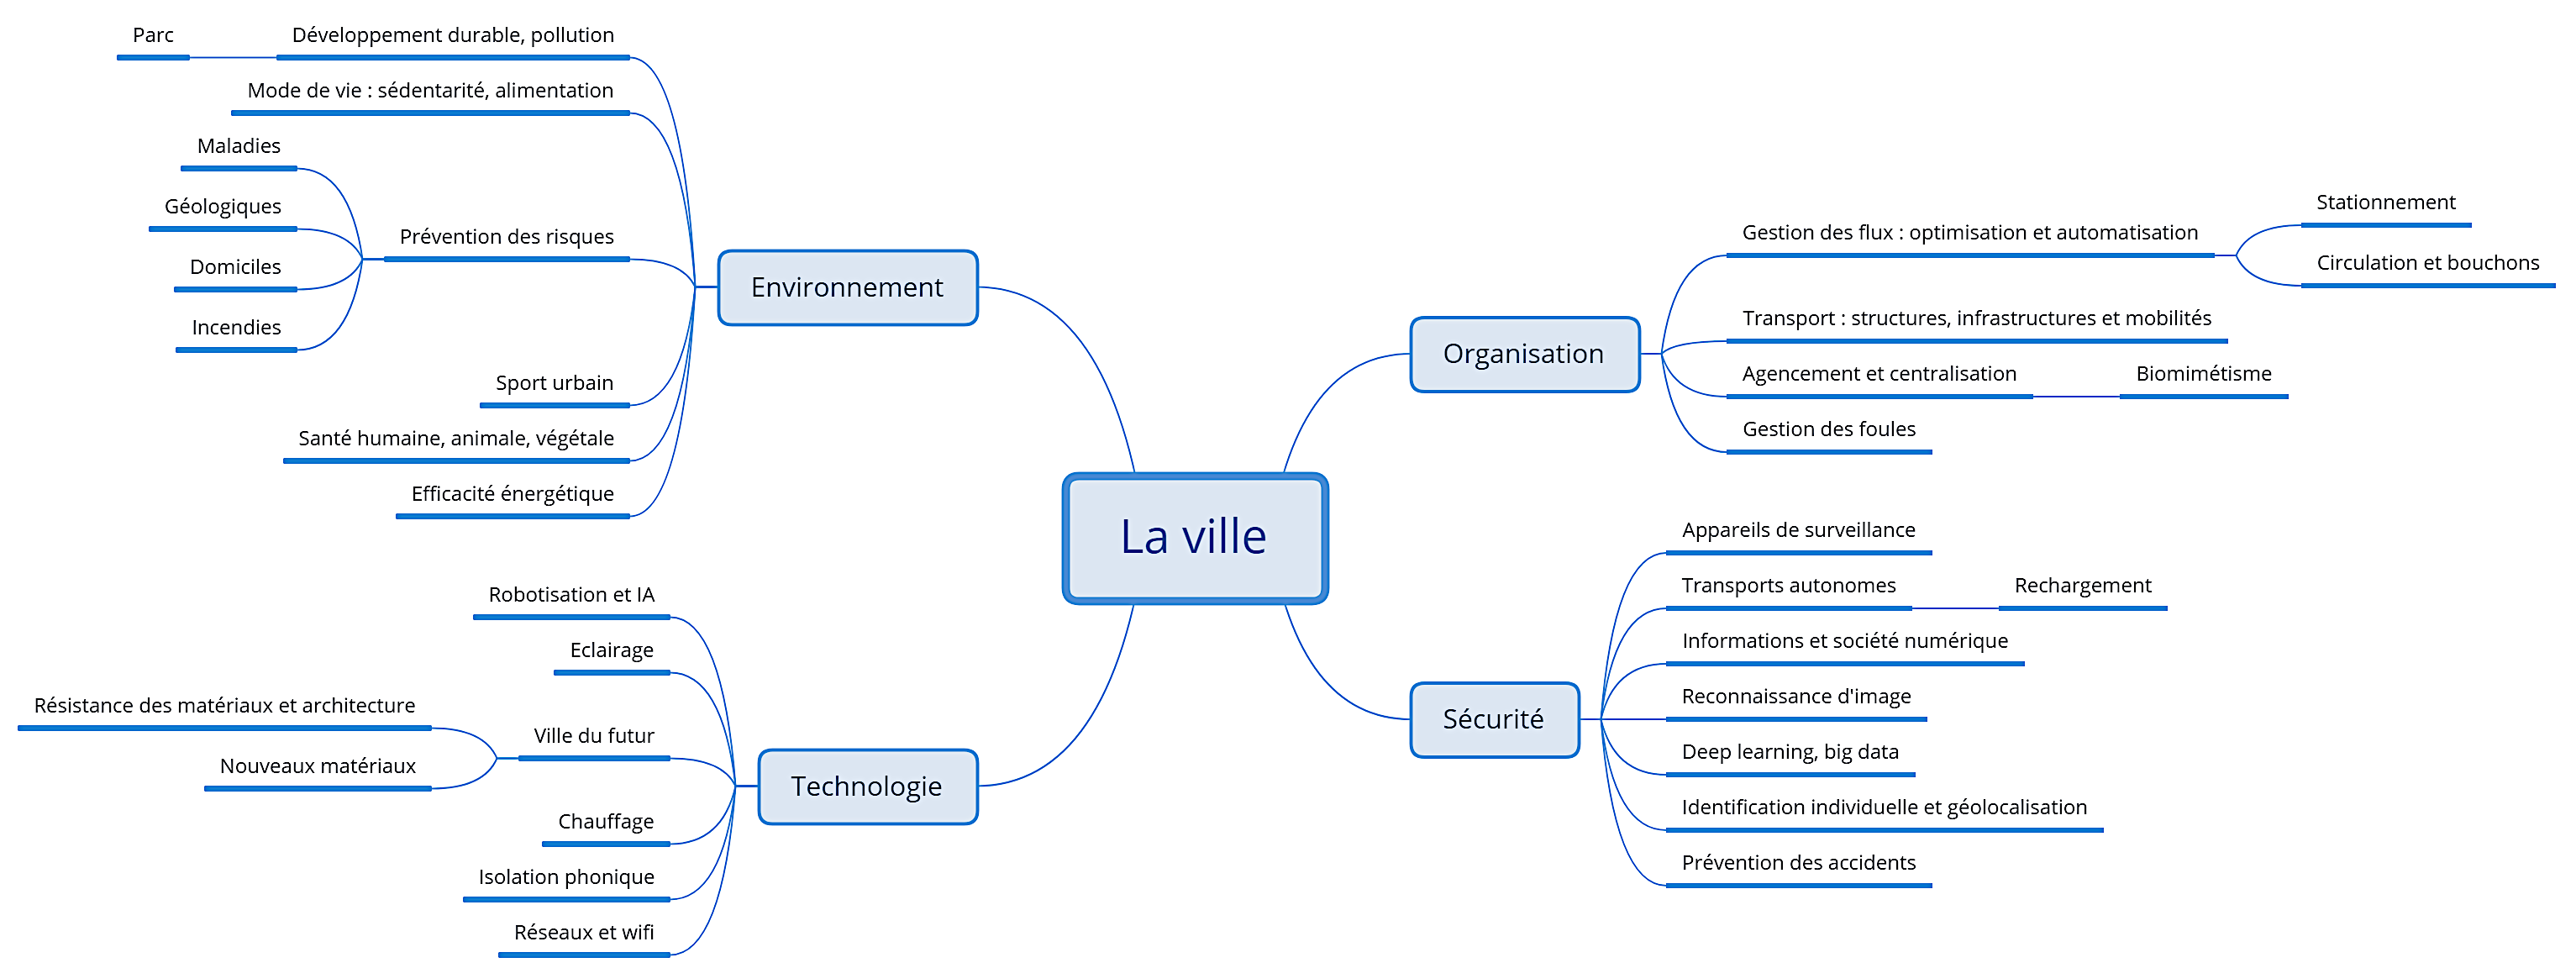 La ville
Environnement
Développement durable, pollution
Parc
Mode de vie : sédentarité, alimentation
Prévention des risques
Maladies
Géologiques
Domiciles
Incendies
Sport urbain
Santé humaine, animale, végétale
Efficacité énergétique
Technologie
Robotisation et IA
Eclairage
Ville du futur
Résistance des matériaux et architecture
Nouveaux matériaux
Chauffage
Isolation phonique
Réseaux et wifi
Organisation
Gestion des flux : optimisation et automatisation
Stationnement
Circulation et bouchons
Transport : structures, infrastructures et mobilités
Agencement et centralisation
Biomimétisme
Gestion des foules
Sécurité
Appareils de surveillance
Transports autonomes
Rechargement
Informations et société numérique
Reconnaissance d'image
Deep learning, big data
Identification individuelle et géolocalisation
Prévention des accidents